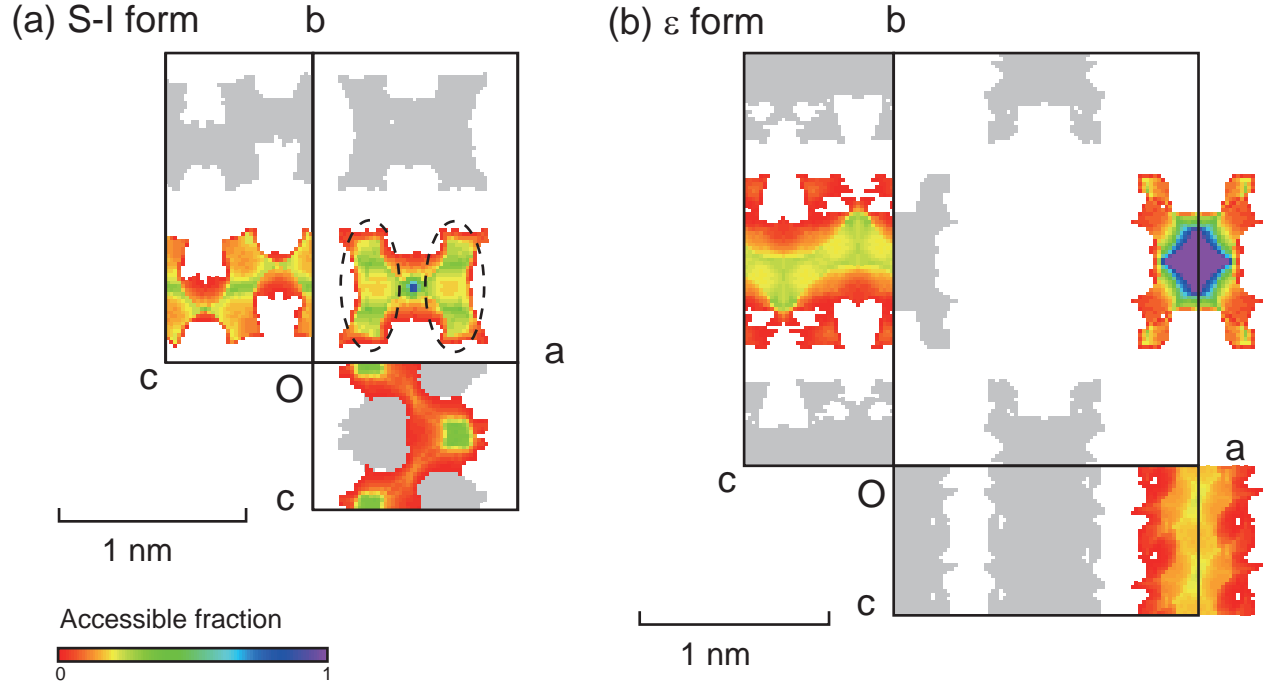 (a) S-I form
b
a
c
O
c
1 nm
Accessible fraction
0
1
(b) ε form
b
a
c
O
c
1 nm